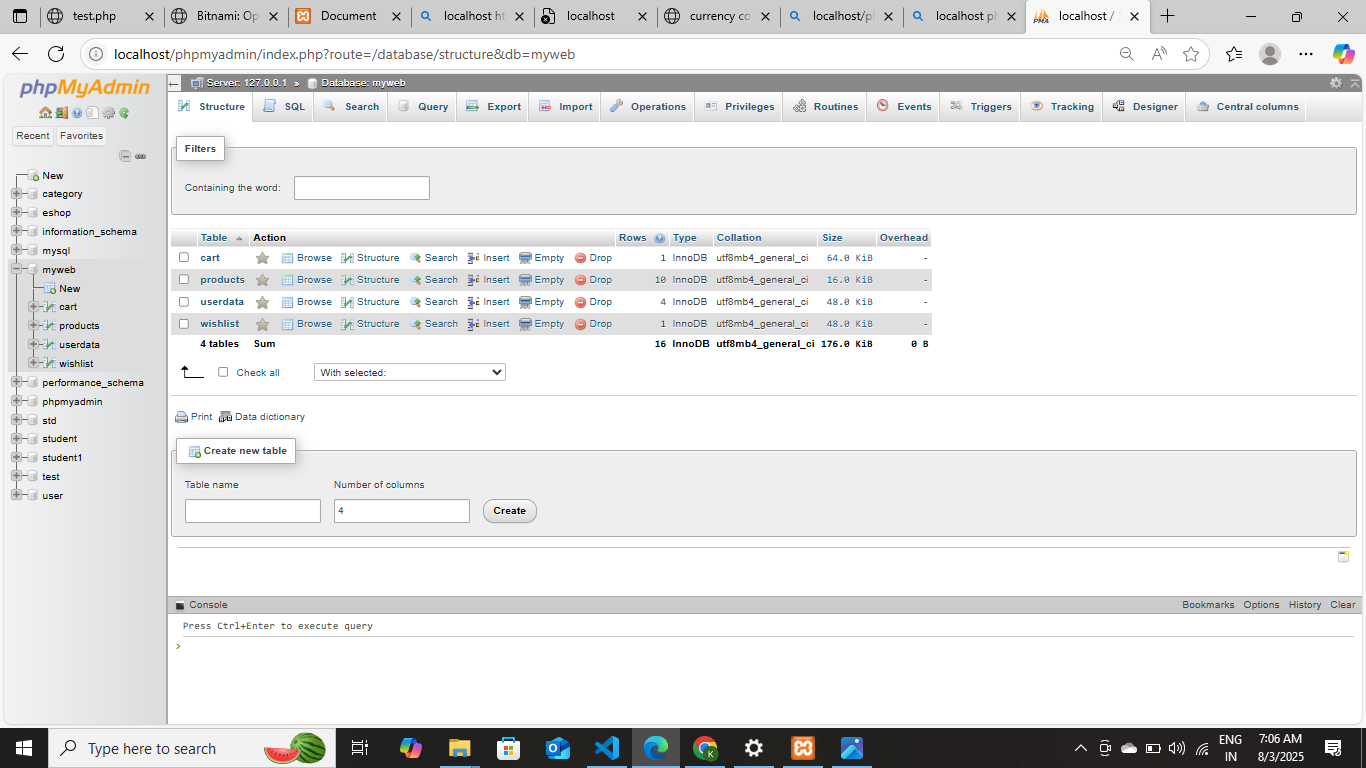 test.php
Bitnami: Op
Document
localhost ht
localhost
currency co
localhost/pl
localhost ph
localhost /
localhost/phpmyadmin/index.php?route=/database/structure&db=myweb
phpMyAdmin
Recent Favorites
New
category
eshop
information_schema
mysql
myweb
New
cart
products
userdata
wishlist
performance_schema
phpmyadmin
std
student
student1
test
user
Server: 127.0.0.1 » Database: myweb
Structure SQL Search Query Export Import Operations Privileges Routines Events Triggers Tracking Designer Central columns
Filters
Containing the word:
Table Action Rows Type Collation Size Overhead
cart Browse Structure Search Insert Empty Drop 1 InnoDB utf8mb4_general_ci 64.0 KiB -
products Browse Structure Search Insert Empty Drop 10 InnoDB utf8mb4_general_ci 16.0 KiB -
userdata Browse Structure Search Insert Empty Drop 4 InnoDB utf8mb4_general_ci 48.0 KiB -
wishlist Browse Structure Search Insert Empty Drop 1 InnoDB utf8mb4_general_ci 48.0 KiB -
4 tables Sum 16 InnoDB utf8mb4_general_ci 176.0 KiB 0 B
Check all With selected:
Print Data dictionary
Create new table
Table name Number of columns
4 Create
Console Bookmarks Options History Clear
Press Ctrl+Enter to execute query
>
Type here to search
ENG 7:06 AM
IN 8/3/2025